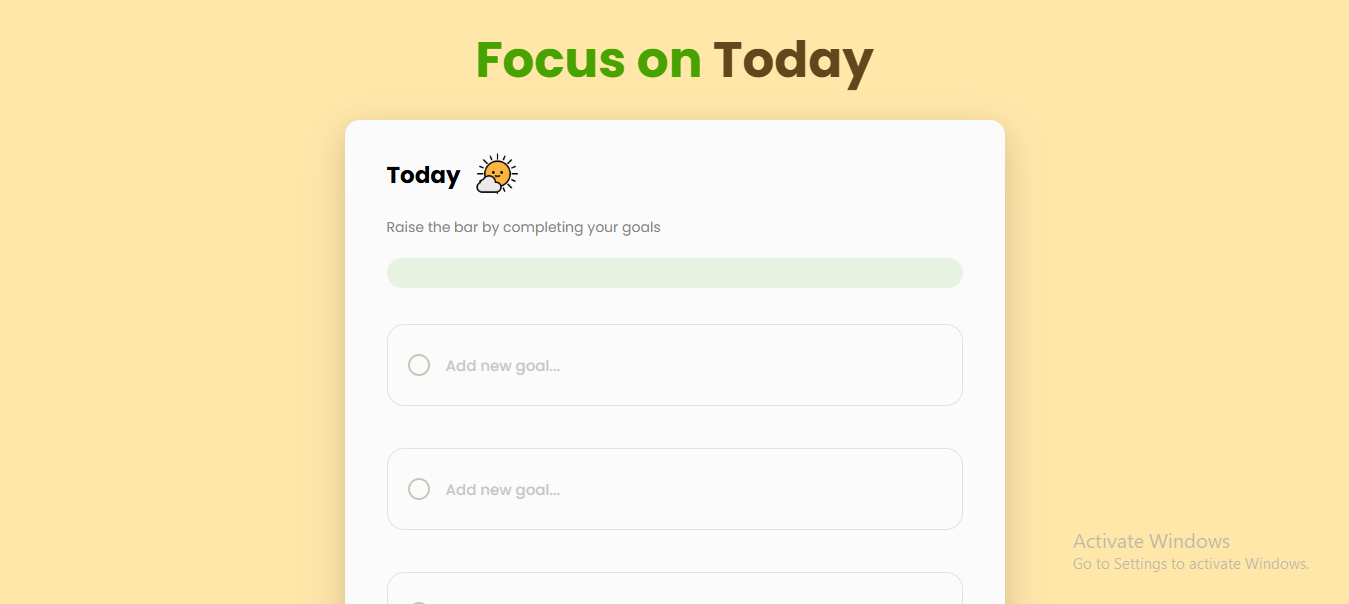 Focus on Today
Today
Raise the bar by completing your goals
Add new goal...
Add new goal...
Activate Windows
Go to Settings to activate Windows.